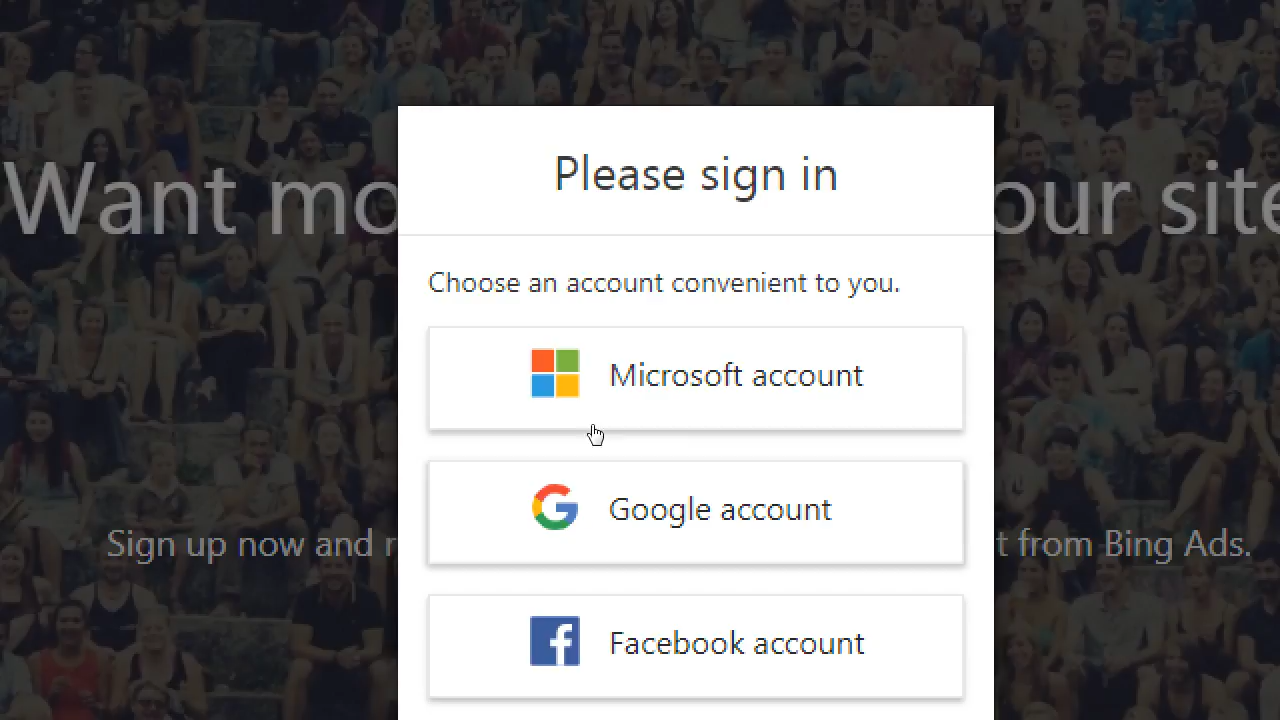 Please sign in
Want mo our site
Choose an account convenient to you.
Microsoft account
Google account
Sign up now and r t from Bing Ads.
Facebook account